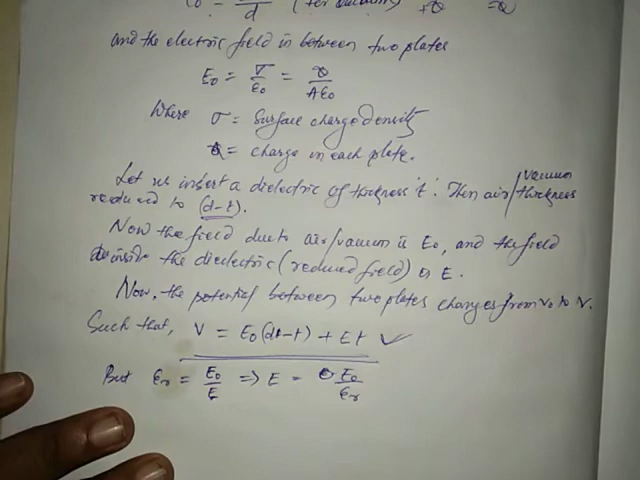 d (for vacuum) +Q =Q
and the electric field in between two plates
E₀ = σ/ε₀ = Q/Aε₀
Where σ = Surface charge density
Q = charge in each plate.
Let us insert a dielectric of thickness 't'. Then air/vacuum thickness
reduced to (d-t).
Now the field due to air/vacuum is E₀, and the field
inside the dielectric (reduced field) is E.
Now, the potential between two plates changes from V₀ to V.
Such that, V = E₀(d-t) + Et ✓
But εr = E₀/E => E = E₀/εr